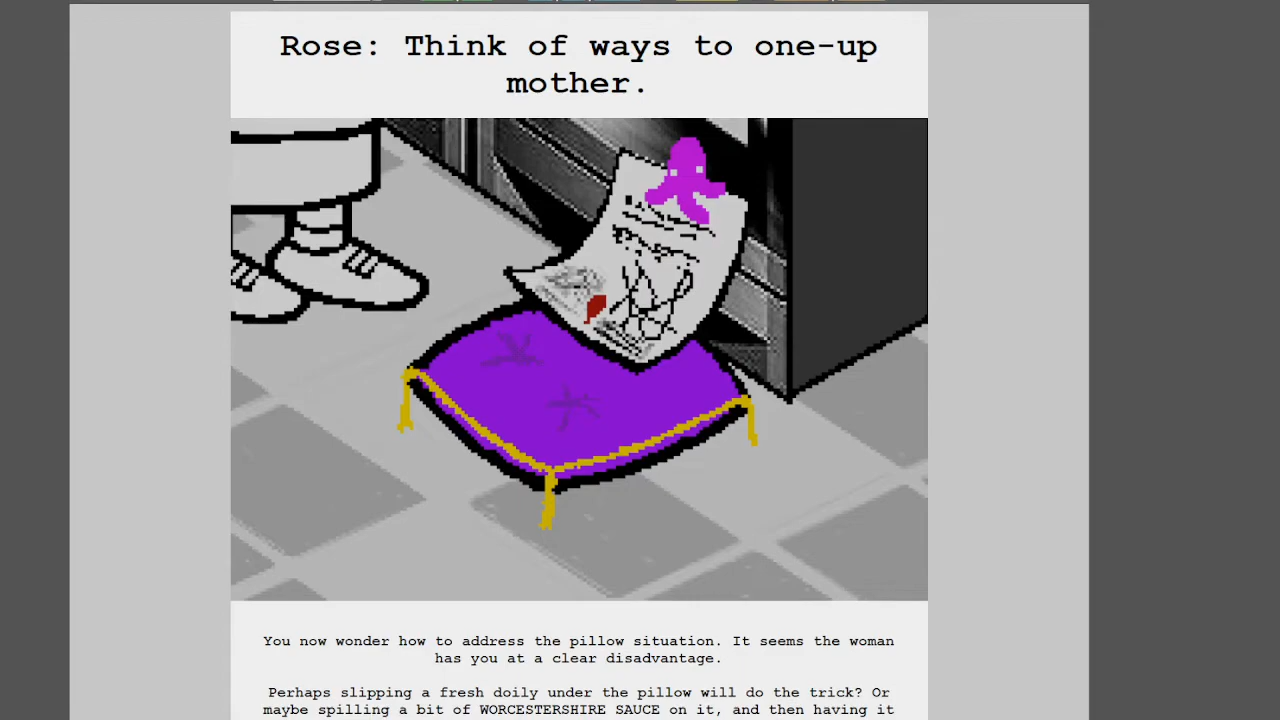 Rose: Think of ways to one-up
mother.
You now wonder how to address the pillow situation. It seems the woman
has you at a clear disadvantage.
Perhaps slipping a fresh doily under the pillow will do the trick? Or
maybe spilling a bit of WORCESTERSHIRE SAUCE on it, and then having it